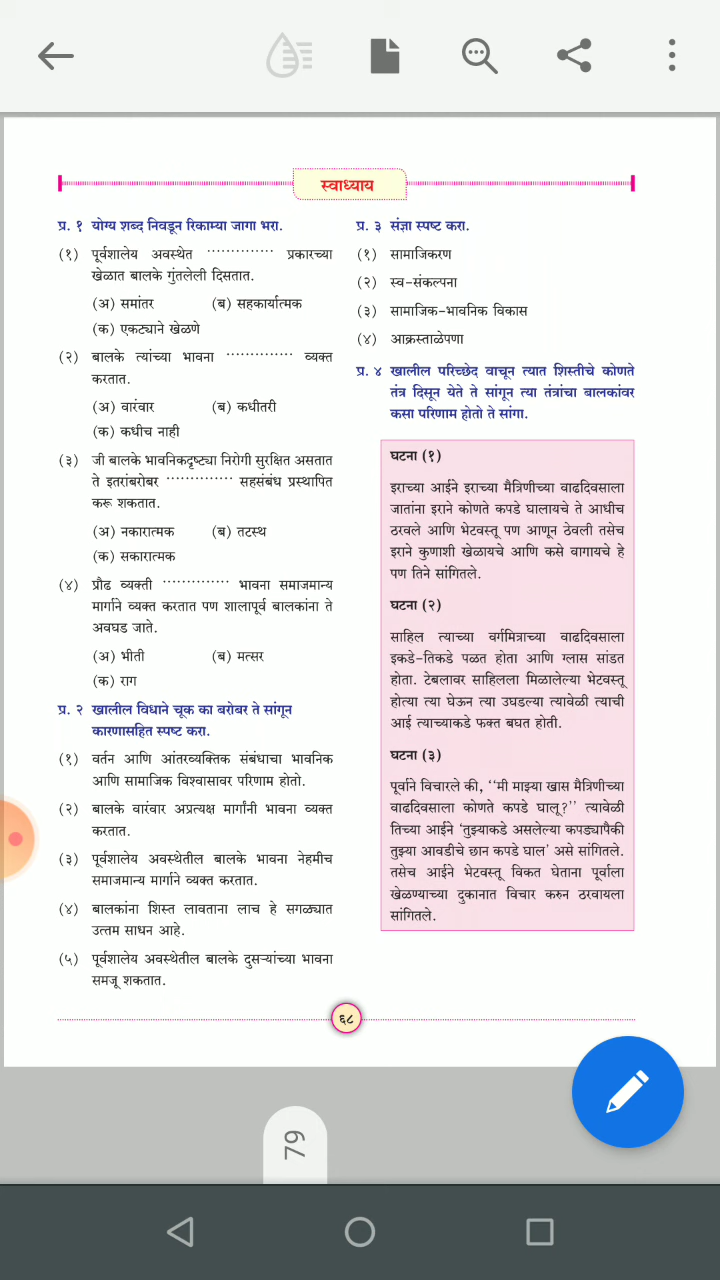 स्वाध्याय
प्र. १ योग्य शब्द निवडून रिकाम्या जागा भरा.
(१) पूर्वशालेय अवस्थेत .............. प्रकारच्या
खेळात बालके गुंतलेली दिसतात.
(अ) समांतर (ब) सहकार्यात्मक
(क) एकट्याने खेळणे
(२) बालके त्यांच्या भावना .............. व्यक्त
करतात.
(अ) वारंवार (ब) कधीतरी
(क) कधीच नाही
(३) जी बालके भावनिकदृष्ट्या निरोगी सुरक्षित असतात
ते इतरांबरोबर .............. सहसंबंध प्रस्थापित
करू शकतात.
(अ) नकारात्मक (ब) तटस्थ
(क) सकारात्मक
(४) प्रौढ व्यक्ती .............. भावना समाजमान्य
मार्गाने व्यक्त करतात पण शालापूर्व बालकांना ते
अवघड जाते.
(अ) भीती (ब) मत्सर
(क) राग
प्र. २ खालील विधाने चूक का बरोबर ते सांगून
कारणासहित स्पष्ट करा.
(१) वर्तन आणि आंतरव्यक्तिक संबंधाचा भावनिक
आणि सामाजिक विश्वासावर परिणाम होतो.
(२) बालके वारंवार अप्रत्यक्ष मार्गांनी भावना व्यक्त
करतात.
(३) पूर्वशालेय अवस्थेतील बालके भावना नेहमीच
समाजमान्य मार्गाने व्यक्त करतात.
(४) बालकांना शिस्त लावताना लाच हे सगळ्यात
उत्तम साधन आहे.
(५) पूर्वशालेय अवस्थेतील बालके दुसऱ्यांच्या भावना
समजू शकतात.
प्र. ३ संज्ञा स्पष्ट करा.
(१) सामाजिकरण
(२) स्व-संकल्पना
(३) सामाजिक-भावनिक विकास
(४) आक्रस्ताळेपणा
प्र. ४ खालील परिच्छेद वाचून त्यात शिस्तीचे कोणते
तंत्र दिसून येते ते सांगून त्या तंत्रांचा बालकांवर
कसा परिणाम होतो ते सांगा.
घटना (१)
इराच्या आईने इराच्या मैत्रिणीच्या वाढदिवसाला
जातांना इराने कोणते कपडे घालायचे ते आधीच
ठरवले आणि भेटवस्तू पण आणून ठेवली तसेच
इराने कुणाशी खेळायचे आणि कसे वागायचे हे
पण तिने सांगितले.
घटना (२)
साहिल त्याच्या वर्गमित्राच्या वाढदिवसाला
इकडे-तिकडे पळत होता आणि ग्लास सांडत
होता. टेबलावर साहिलला मिळालेल्या भेटवस्तू
होत्या त्या घेऊन त्या उघडल्या त्यावेळी त्याची
आई त्याच्याकडे फक्त बघत होती.
घटना (३)
पूर्वाने विचारले की, ‘‘मी माझ्या खास मैत्रिणीच्या
वाढदिवसाला कोणते कपडे घालू?’’ त्यावेळी
तिच्या आईने ‘तुझ्याकडे असलेल्या कपड्यापैकी
तुझ्या आवडीचे छान कपडे घाल’ असे सांगितले.
तसेच आईने भेटवस्तू विकत घेताना पूर्वाला
खेळण्याच्या दुकानात विचार करुन ठरवायला
सांगितले.
६८
79